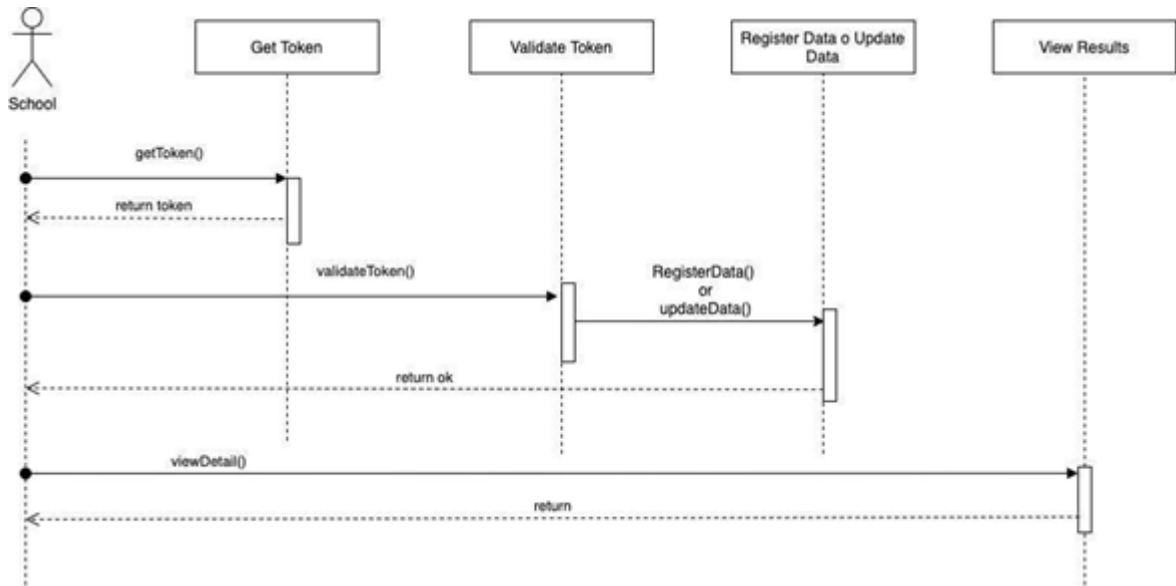 Get Token
Validate Token
Register Data o Update
Data
View Results
School
getToken()
return token
validateToken()
RegisterData()
or
updateData()
return ok
viewDetail()
return